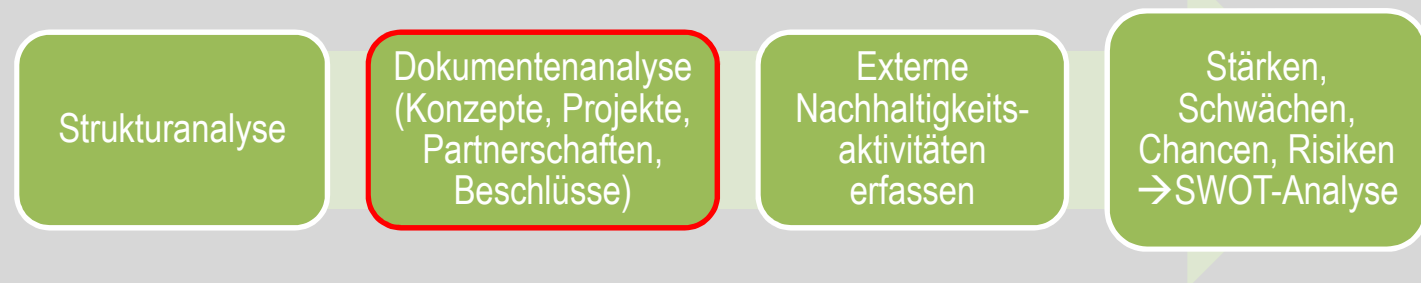 Strukturanalyse
Dokumentenanalyse
(Konzepte, Projekte,
Partnerschaften,
Beschlüsse)
Externe
Nachhaltigkeits-
aktivitäten
erfassen
Stärken,
Schwächen,
Chancen, Risiken
→SWOT-Analyse